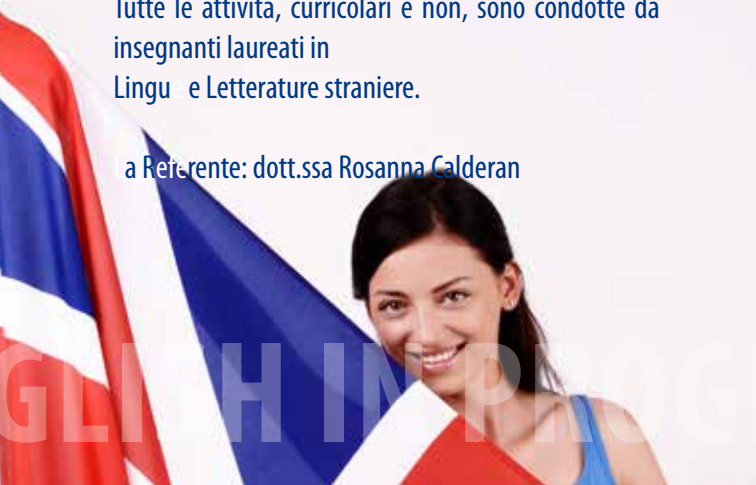 Tutte le attività, curricolari e non, sono condotte da
insegnanti laureati in
Lingue e Letterature straniere.
La Referente: dott.ssa Rosanna Calderan
GLISH IN PROG